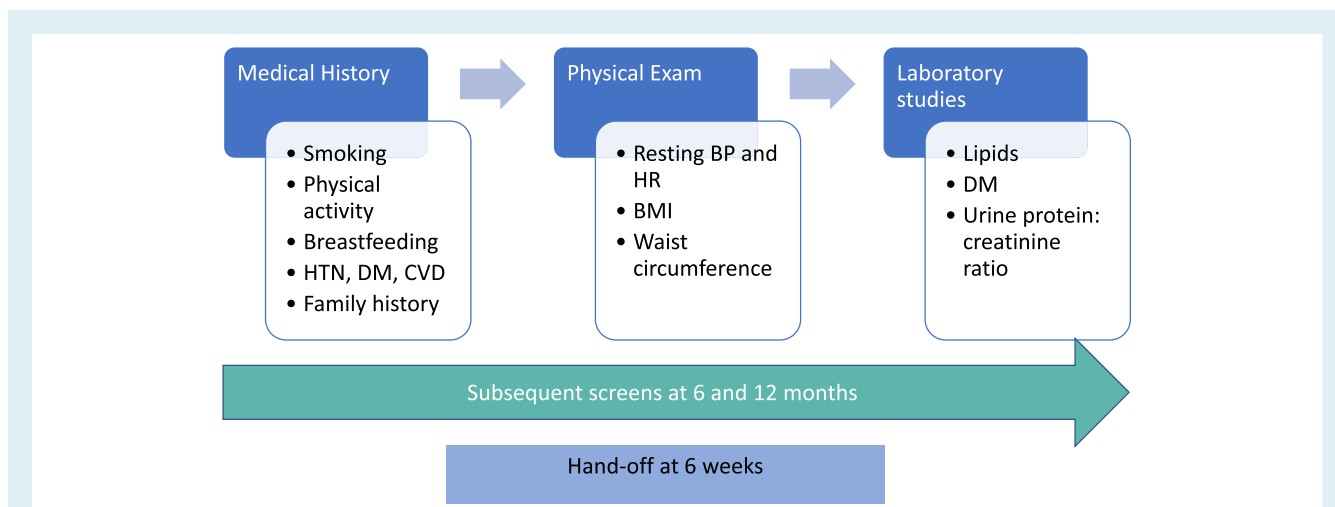 Medical History
• Smoking
• Physical
activity
• Breastfeeding
• HTN, DM, CVD
• Family history
Physical Exam
• Resting BP and
HR
• BMI
• Waist
circumference
Laboratory
studies
• Lipids
• DM
• Urine protein:
creatinine
ratio
Subsequent screens at 6 and 12 months
Hand-off at 6 weeks